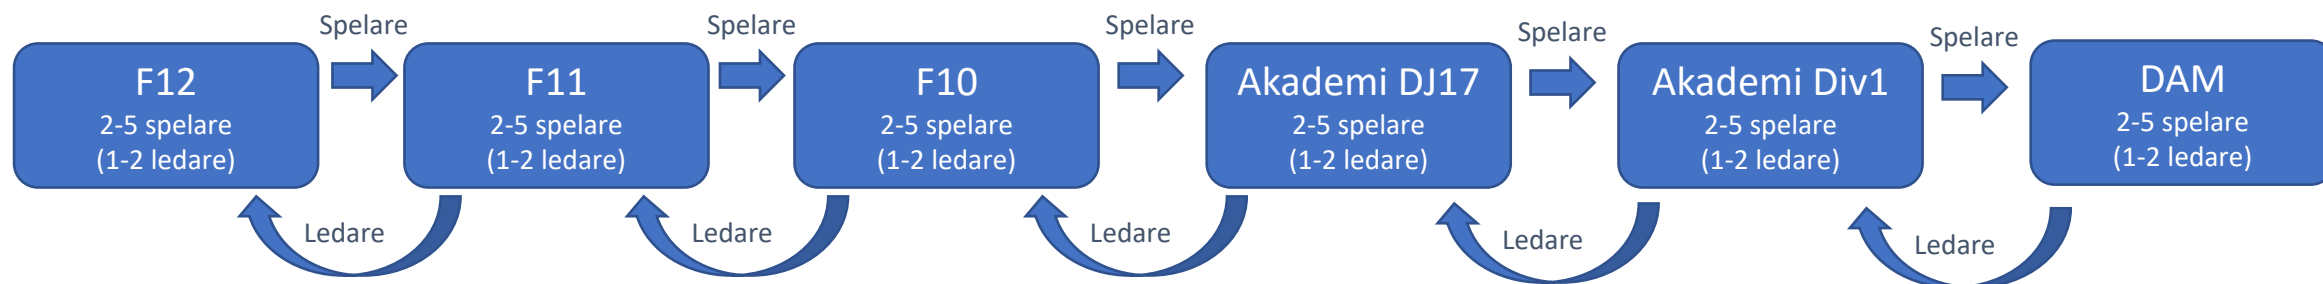 Spelare
Spelare
Spelare
Spelare
Spelare
F12
2-5 spelare
(1-2 ledare)
F11
2-5 spelare
(1-2 ledare)
F10
2-5 spelare
(1-2 ledare)
Akademi DJ17
2-5 spelare
(1-2 ledare)
Akademi Div1
2-5 spelare
(1-2 ledare)
DAM
2-5 spelare
(1-2 ledare)
Ledare
Ledare
Ledare
Ledare
Ledare